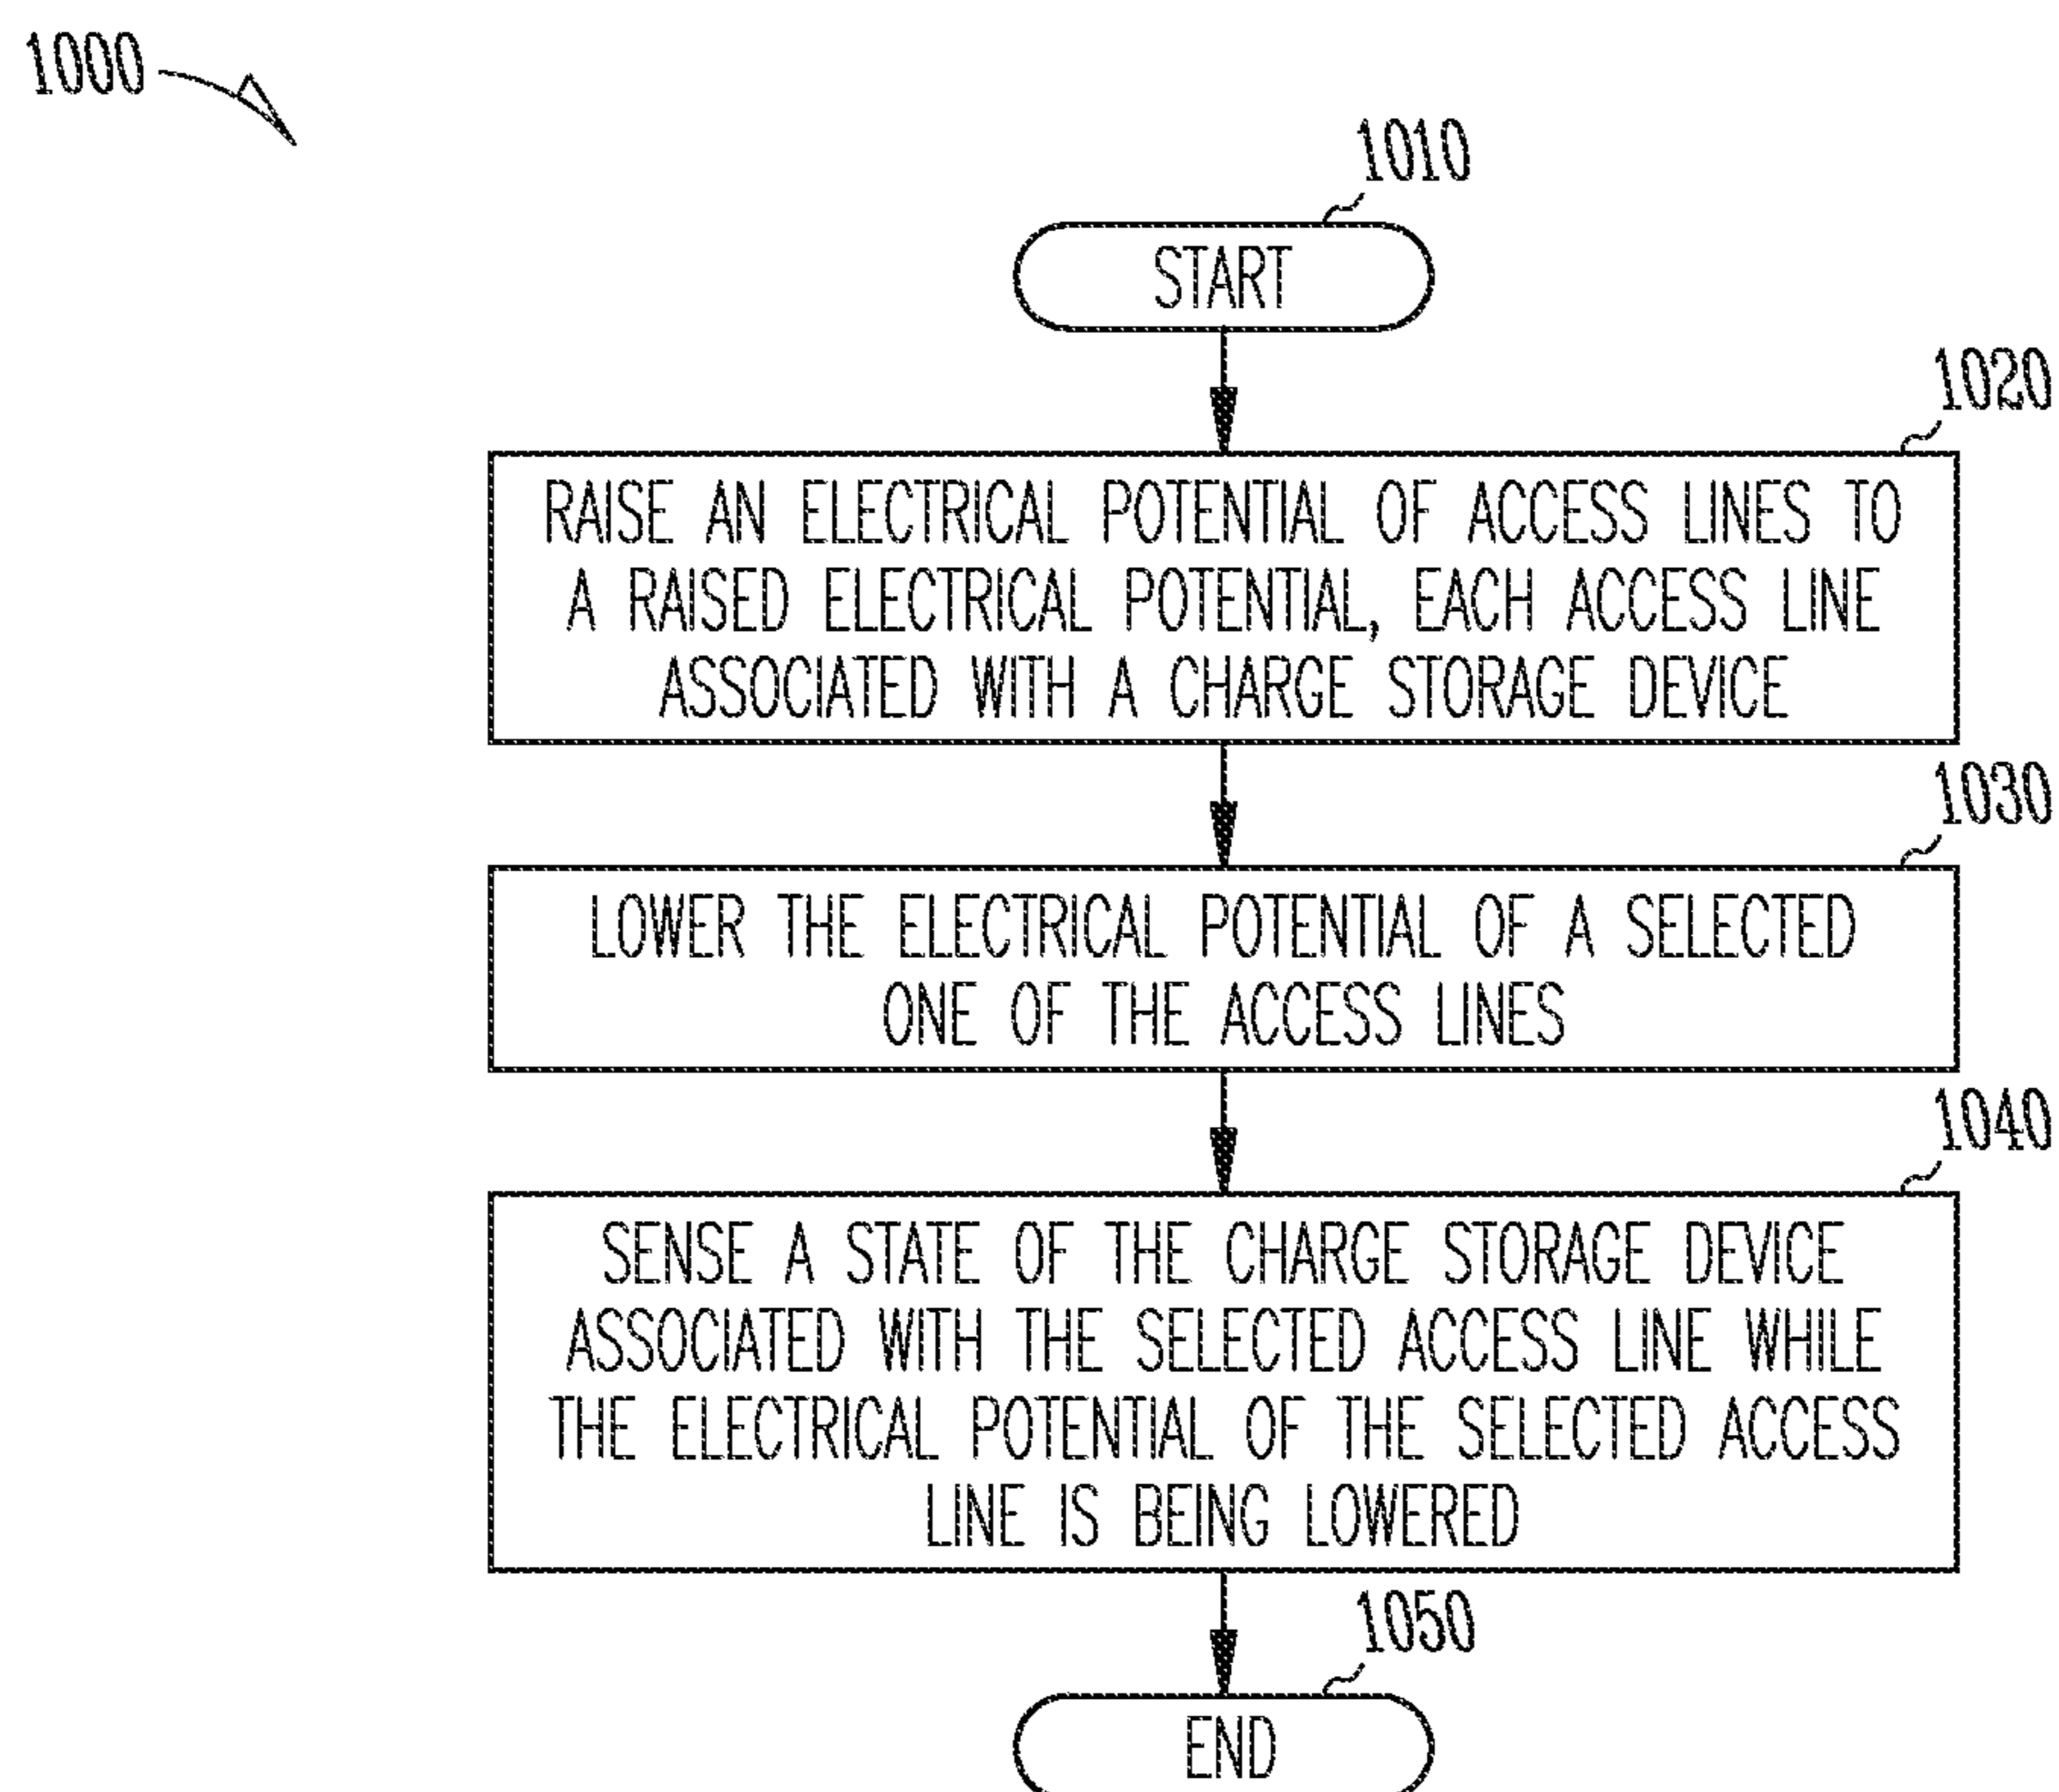 1000
1010
START
1020
RAISE AN ELECTRICAL POTENTIAL OF ACCESS LINES TO
A RAISED ELECTRICAL POTENTIAL, EACH ACCESS LINE
ASSOCIATED WITH A CHARGE STORAGE DEVICE
1030
LOWER THE ELECTRICAL POTENTIAL OF A SELECTED
ONE OF THE ACCESS LINES
1040
SENSE A STATE OF THE CHARGE STORAGE DEVICE
ASSOCIATED WITH THE SELECTED ACCESS LINE WHILE
THE ELECTRICAL POTENTIAL OF THE SELECTED ACCESS
LINE IS BEING LOWERED
1050
END